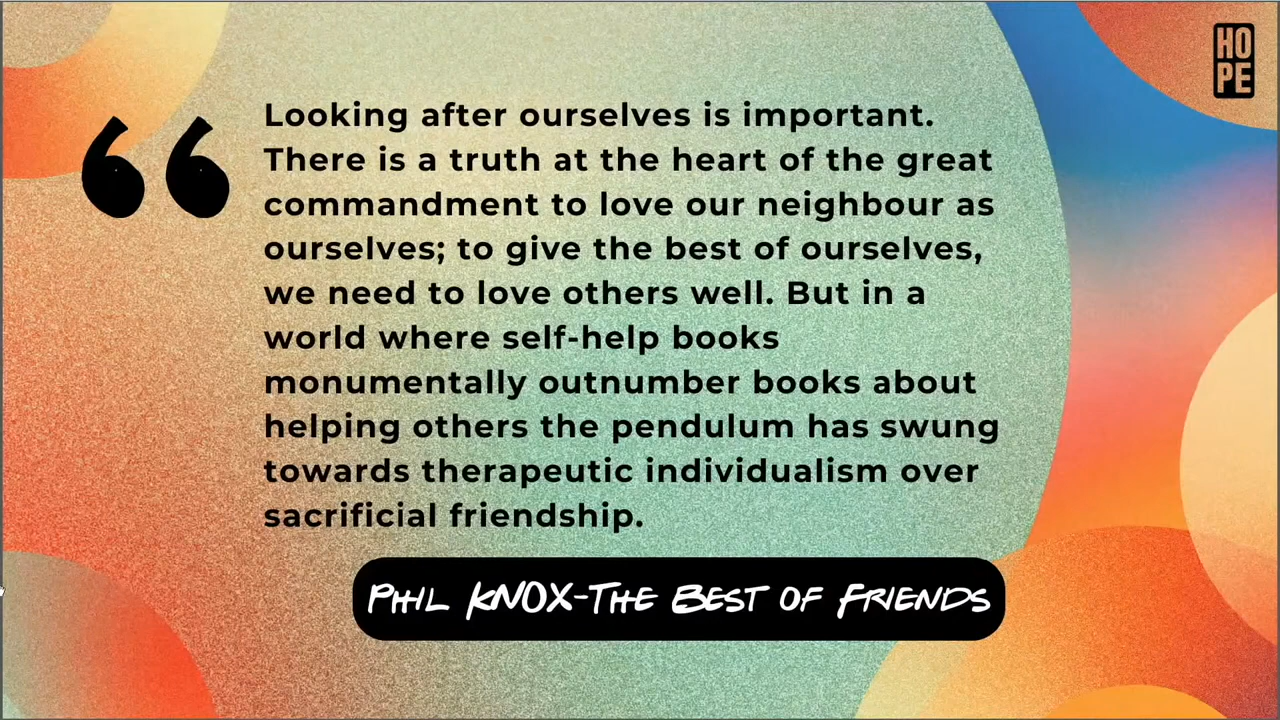 HO
PE
“
Looking after ourselves is important.
There is a truth at the heart of the great
commandment to love our neighbour as
ourselves; to give the best of ourselves,
we need to love others well. But in a
world where self-help books
monumentally outnumber books about
helping others the pendulum has swung
towards therapeutic individualism over
sacrificial friendship.
Phil Knox-The Best of Friends